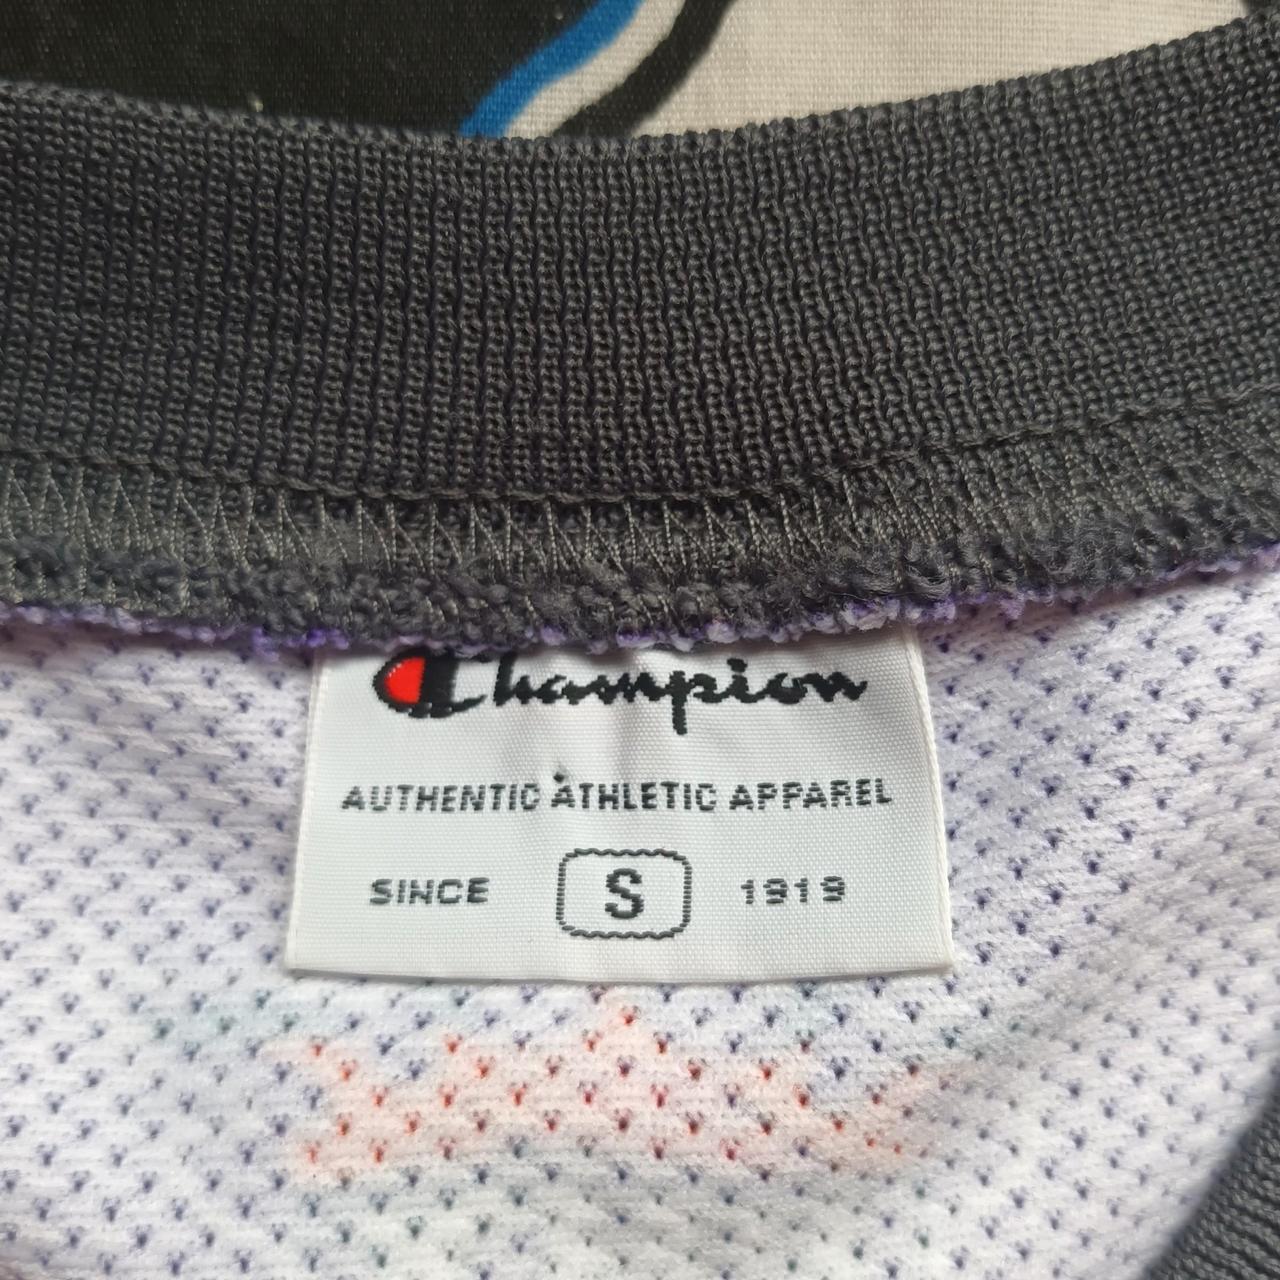 Champion
AUTHENTIC ATHLETIC APPAREL
SINCE S 1919